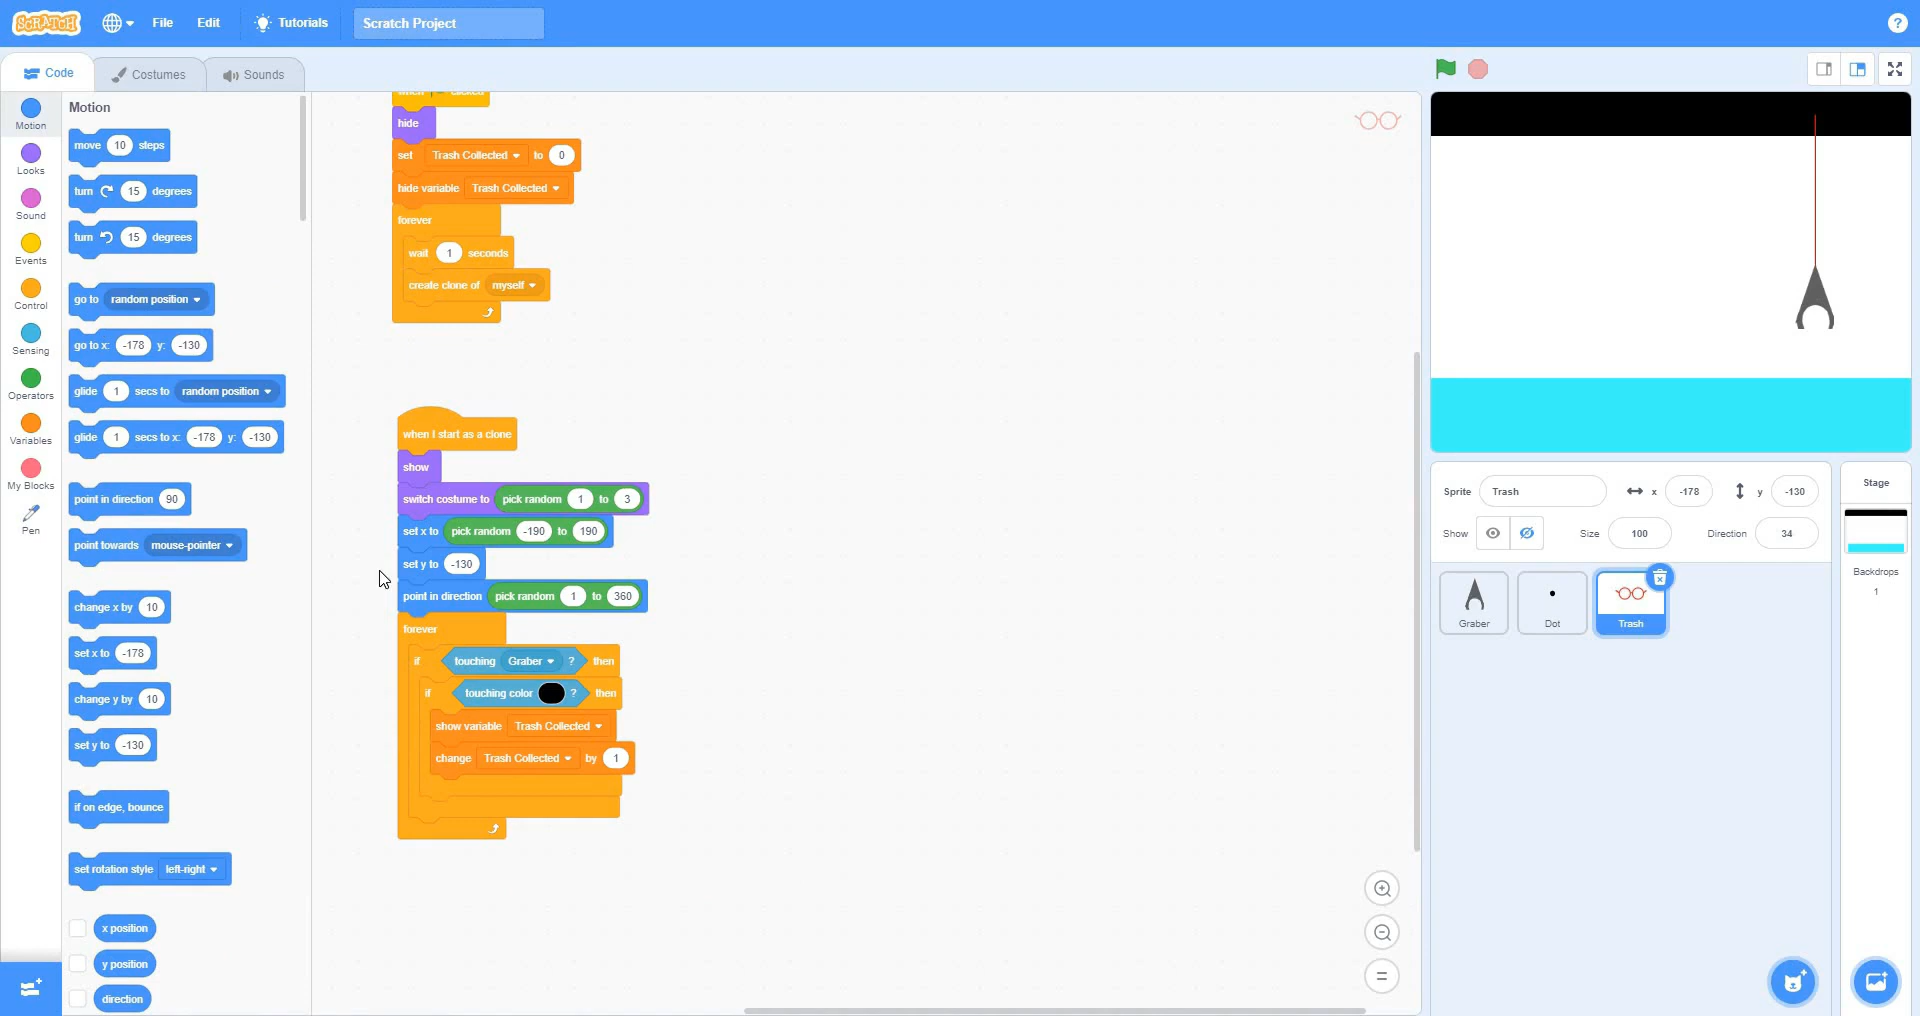 SCRATCH
File
Edit
Tutorials
Scratch Project
?
Code
Costumes
Sounds
Motion
Looks
Sound
Events
Control
Sensing
Operators
Variables
My Blocks
Pen
Motion
move 10 steps
turn 15 degrees
turn 15 degrees
go to random position
go to x: -178 y: -130
glide 1 secs to random position
glide 1 secs to x: -178 y: -130
point in direction 90
point towards mouse-pointer
change x by 10
set x to -178
change y by 10
set y to -130
if on edge, bounce
set rotation style left-right
x position
y position
direction
when clicked
hide
set Trash Collected to 0
hide variable Trash Collected
forever
wait 1 seconds
create clone of myself
when I start as a clone
show
switch costume to pick random 1 to 3
set x to pick random -190 to 190
set y to -130
point in direction pick random 1 to 360
forever
if touching Graber ? then
if touching color ? then
show variable Trash Collected
change Trash Collected by 1
Sprite Trash x -178 y -130
Show Size 100 Direction 34
Graber
Dot
Trash
Stage
Backdrops
1